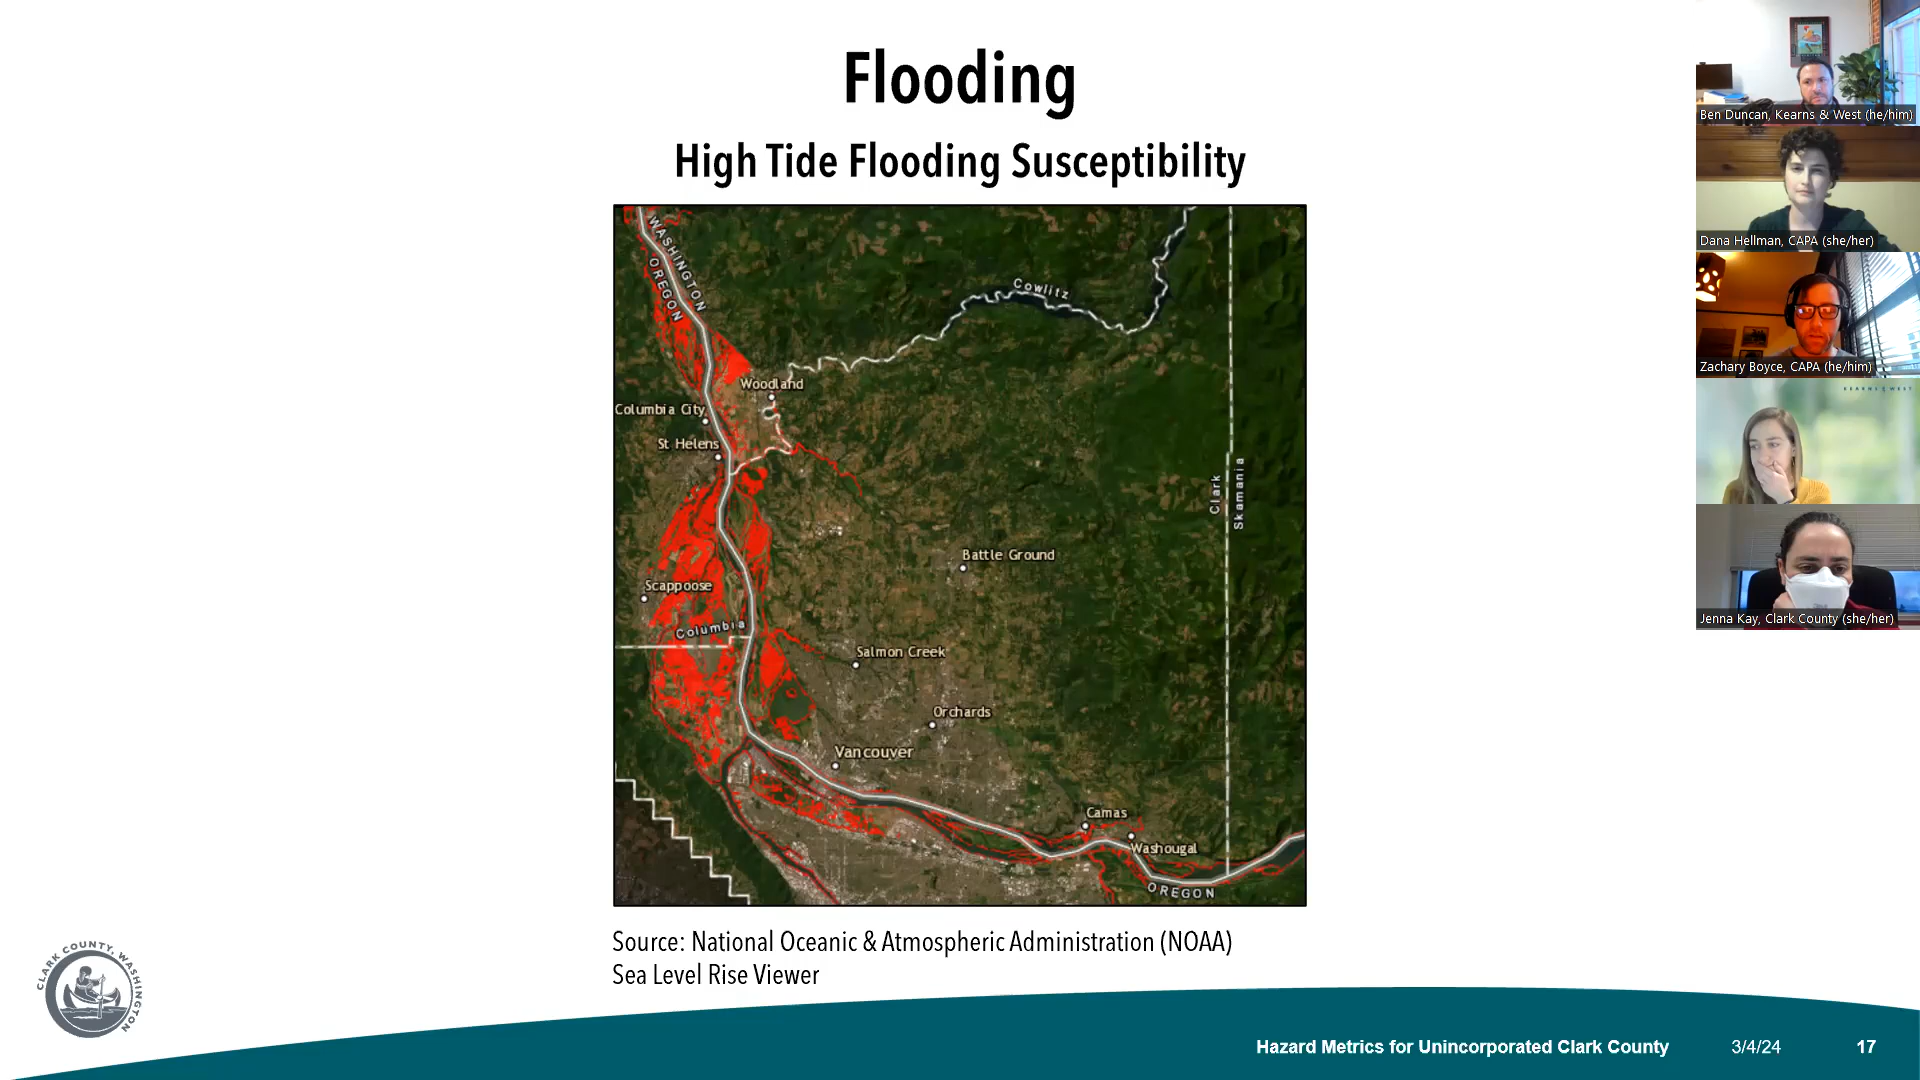 Flooding
High Tide Flooding Susceptibility
WASHINGTON
OREGON
Cowlitz
Woodland
Columbia City
St Helens
Clark
Skamania
Battle Ground
Scappoose
Columbia
Salmon Creek
Orchards
Vancouver
Camas
Washougal
OREGON
Source: National Oceanic & Atmospheric Administration (NOAA)
Sea Level Rise Viewer
CLARK COUNTY, WASHINGTON
Hazard Metrics for Unincorporated Clark County
3/4/24
17
Ben Duncan, Kearns & West (he/him)
Dana Hellman, CAPA (she/her)
Zachary Boyce, CAPA (he/him)
KEARNS & WEST
Jenna Kay, Clark County (she/her)